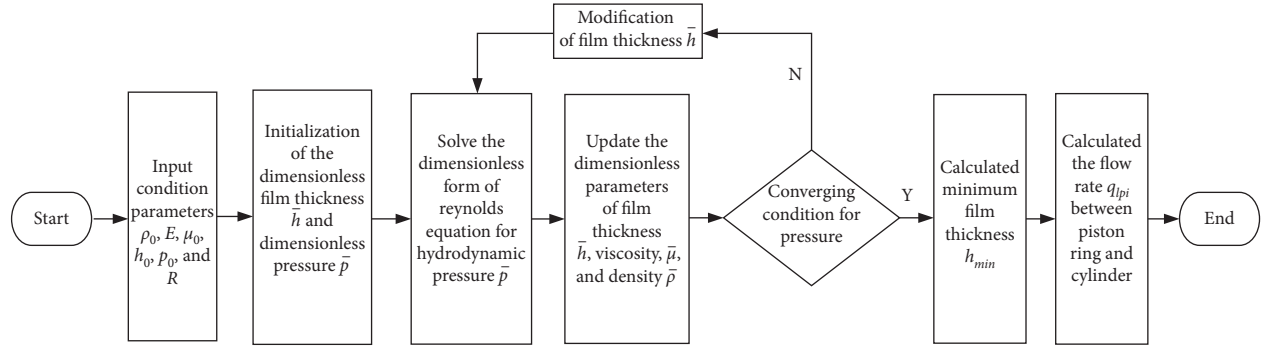 Start
Input
condition
parameters
ρ₀, E, μ₀,
h₀, p₀, and
R
Initialization
of the
dimensionless
film thickness
h̄ and
dimensionless
pressure p̄
Solve the
dimensionless
form of
reynolds
equation for
hydrodynamic
pressure p̄
Update the
dimensionless
parameters
of film
thickness
h̄, viscosity, μ̄,
and density ρ̄
Converging
condition for
pressure
N
Modification
of film thickness h̄
Y
Calculated
minimum
film
thickness
hmin
Calculated
the flow
rate qlpi
between
piston
ring and
cylinder
End